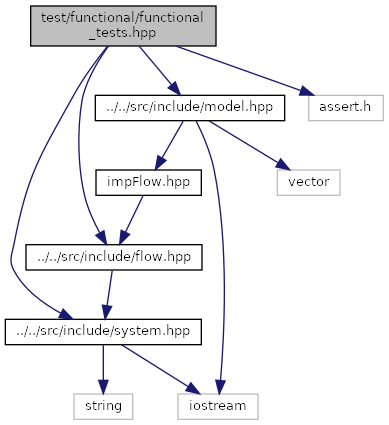 test/functional/functional
_tests.hpp
../../src/include/model.hpp
assert.h
impFlow.hpp
vector
../../src/include/flow.hpp
../../src/include/system.hpp
string
iostream